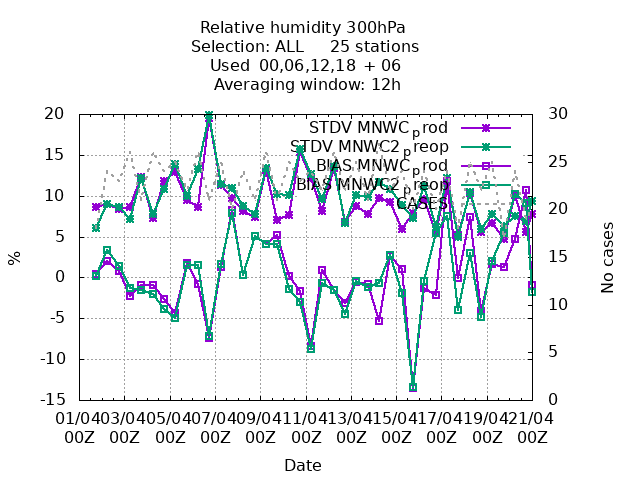 Relative humidity 300hPa
Selection: ALL 25 stations
Used 00,06,12,18 + 06
Averaging window: 12h
20 15 10 5 0 -5 -10 -15
%
STDV MNWC_prod
STDV MNWC2_preop
BIAS MNWC_prod
BIAS MNWC2_preop
CASES
30 25 20 15 10 5 0
No cases
01/04 03/04 05/04 07/04 09/04 11/04 13/04 15/04 17/04 19/04 21/04
00Z 00Z 00Z 00Z 00Z 00Z 00Z 00Z 00Z 00Z 00Z
Date